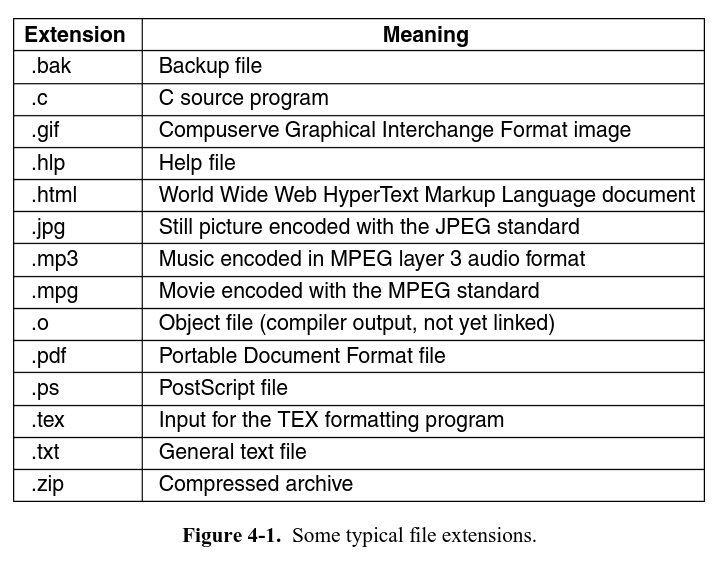 Extension Meaning
.bak Backup file
.c C source program
.gif Compuserve Graphical Interchange Format image
.hlp Help file
.html World Wide Web HyperText Markup Language document
.jpg Still picture encoded with the JPEG standard
.mp3 Music encoded in MPEG layer 3 audio format
.mpg Movie encoded with the MPEG standard
.o Object file (compiler output, not yet linked)
.pdf Portable Document Format file
.ps PostScript file
.tex Input for the TEX formatting program
.txt General text file
.zip Compressed archive
Figure 4-1. Some typical file extensions.